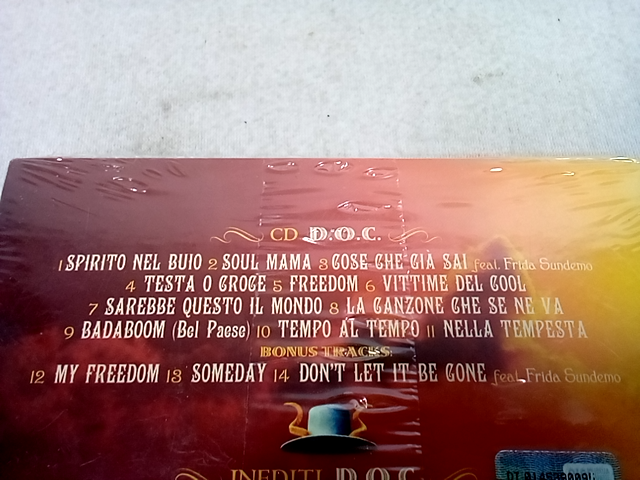 CD D.O.C.
1 SPIRITO NEL BUIO 2 SOUL MAMA 3 COSE CHE GIÀ SAI feat. Frida Sundemo
4 TESTA O CROCE 5 FREEDOM 6 VITTIME DEL COOL
7 SAREBBE QUESTO IL MONDO 8 LA CANZONE CHE SE NE VA
9 BADABOOM (Bel Paese) 10 TEMPO AL TEMPO 11 NELLA TEMPESTA
BONUS TRACKS:
12 MY FREEDOM 13 SOMEDAY 14 DON'T LET IT BE GONE feat. Frida Sundemo
INEDITI D.O.C.